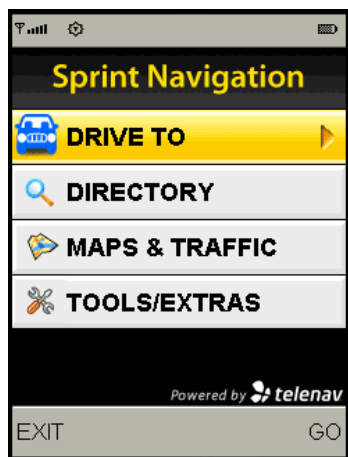 Sprint Navigation
DRIVE TO
DIRECTORY
MAPS & TRAFFIC
TOOLS/EXTRAS
Powered by telenav
EXIT GO